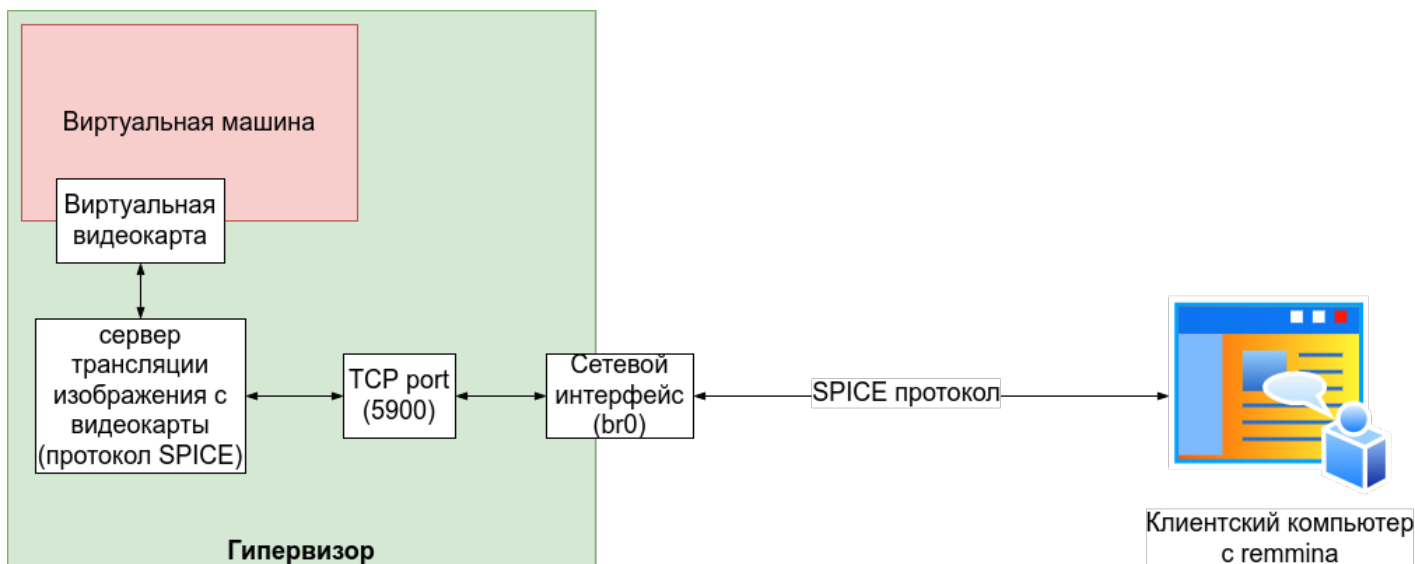 Виртуальная машина
Виртуальная
видеокарта
сервер
трансляции
изображения с
видеокарты
(протокол SPICE)
TCP port
(5900)
Сетевой
интерфейс
(br0)
SPICE протокол
Клиентский компьютер
с remmina
Гипервизор